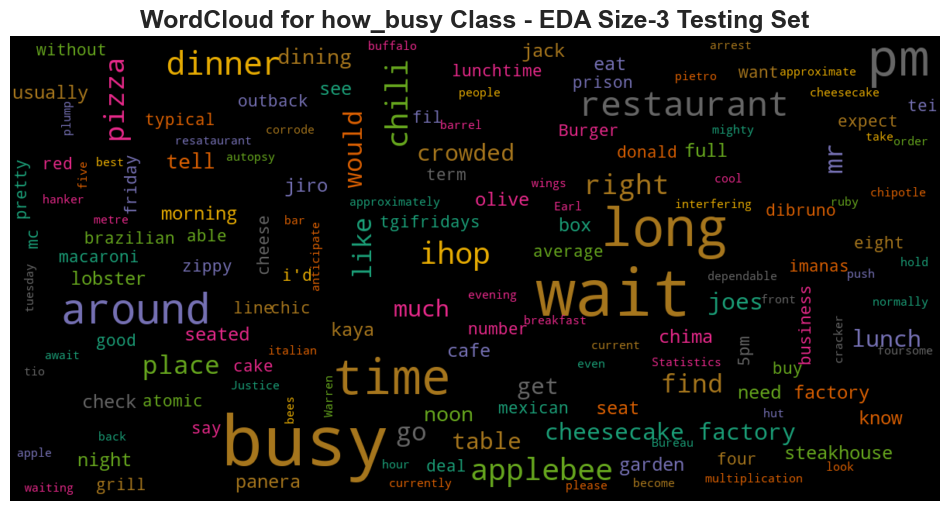 WordCloud for how_busy Class - EDA Size-3 Testing Set
without
buffalo
jack
arrest
pm
dinner
dining
eat
lunchtime
pietro
want
approximate
usually
pizza
chili
see
prison
people
cheesecake
outback
restaurant
tei
plump
typical
fil
barrel
Burger
mighty
expect
take
order
corrode
resataurant
would
crowded
donald
full
mr
red
best
tell
autopsy
term
five
friday
jiro
wings
cool
right
chipotle
pretty
hanker
approximately
olive
Earl
interfering
ruby
metre
morning
bar
tgifridays
box
long
dibruno
mc
brazilian
able
cheese
like
ihop
average
eight
macaroni
zippy
i'd
anticipate
imanas
hold
lobster
dependable
push
tuesday
wait
around
line
chic
much
evening
joes
front
business
normally
seated
kaya
number
breakfast
chima
cracker
lunch
good
italian
cafe
current
5pm
foursome
await
place
cake
time
even
Statistics
buy
tio
Justice
get
find
need
factory
check
atomic
bees
Warren
noon
mexican
seat
hut
know
say
busy
go
table
cheesecake factory
back
Bureau
apple
night
hour
deal
applebee
garden
four
steakhouse
look
waiting
grill
panera
currently
please
become
multiplication